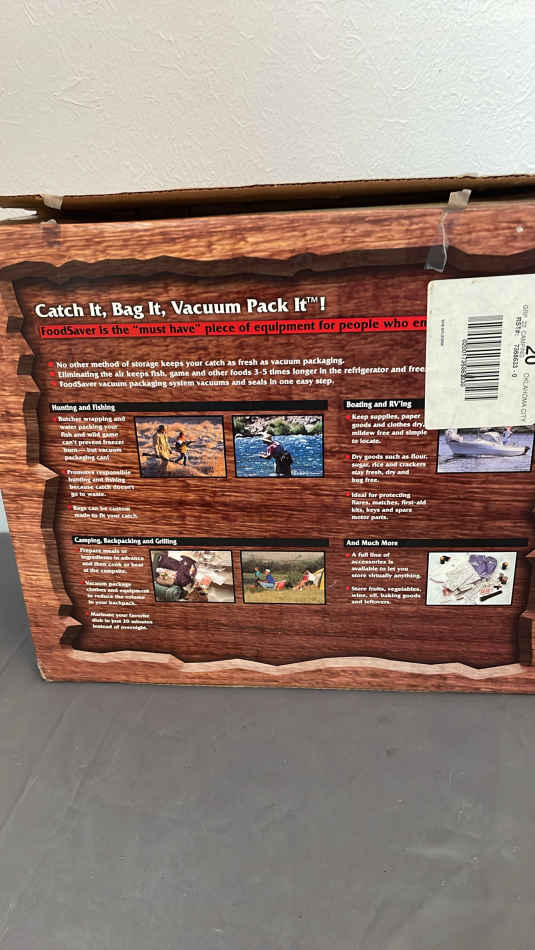 Catch It, Bag It, Vacuum Pack It™!
FoodSaver is the "must have" piece of equipment for people who en
No other method of storage keeps your catch as fresh as vacuum packaging.
Eliminating the air keeps fish, game and other foods 3-5 times longer in the refrigerator and free
FoodSaver vacuum packaging system vacuums and seals in one easy step.
Hunting and Fishing
Butcher wrapping and
water packing your
fish and wild game
can't prevent freezer
burn — but vacuum
packaging can!
Promotes responsible
hunting and fishing
because catch doesn't
go to waste.
Bags can be custom
made to fit your catch.
Boating and RV'ing
Keep supplies, paper
goods and clothes dry,
mildew free and simple
to locate.
Dry goods such as flour,
sugar, rice and crackers
stay fresh, dry and
bug free.
Ideal for protecting
flares, matches, first-aid
kits, keys and spare
motor parts.
Camping, Backpacking and Grilling
Prepare meals or
ingredients in advance
and then cook or heat
at the campsite.
Vacuum package
clothes and equipment
to reduce the volume
in your backpack.
Marinate your favorite
dish in just 20 minutes
instead of overnight.
And Much More
A full line of
accessories is
available to let you
store virtually anything.
Store fruits, vegetables,
wine, oil, baking goods
and leftovers.
20
OKLAHOMA CITY